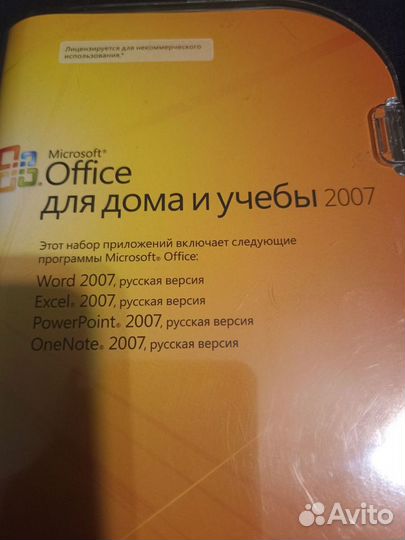 Лицензируется для некоммерческого
использования.*
Microsoft®
Office
для дома и учебы 2007
Этот набор приложений включает следующие
программы Microsoft® Office:
Word 2007, русская версия
Excel® 2007, русская версия
PowerPoint® 2007, русская версия
OneNote® 2007, русская версия
Avito